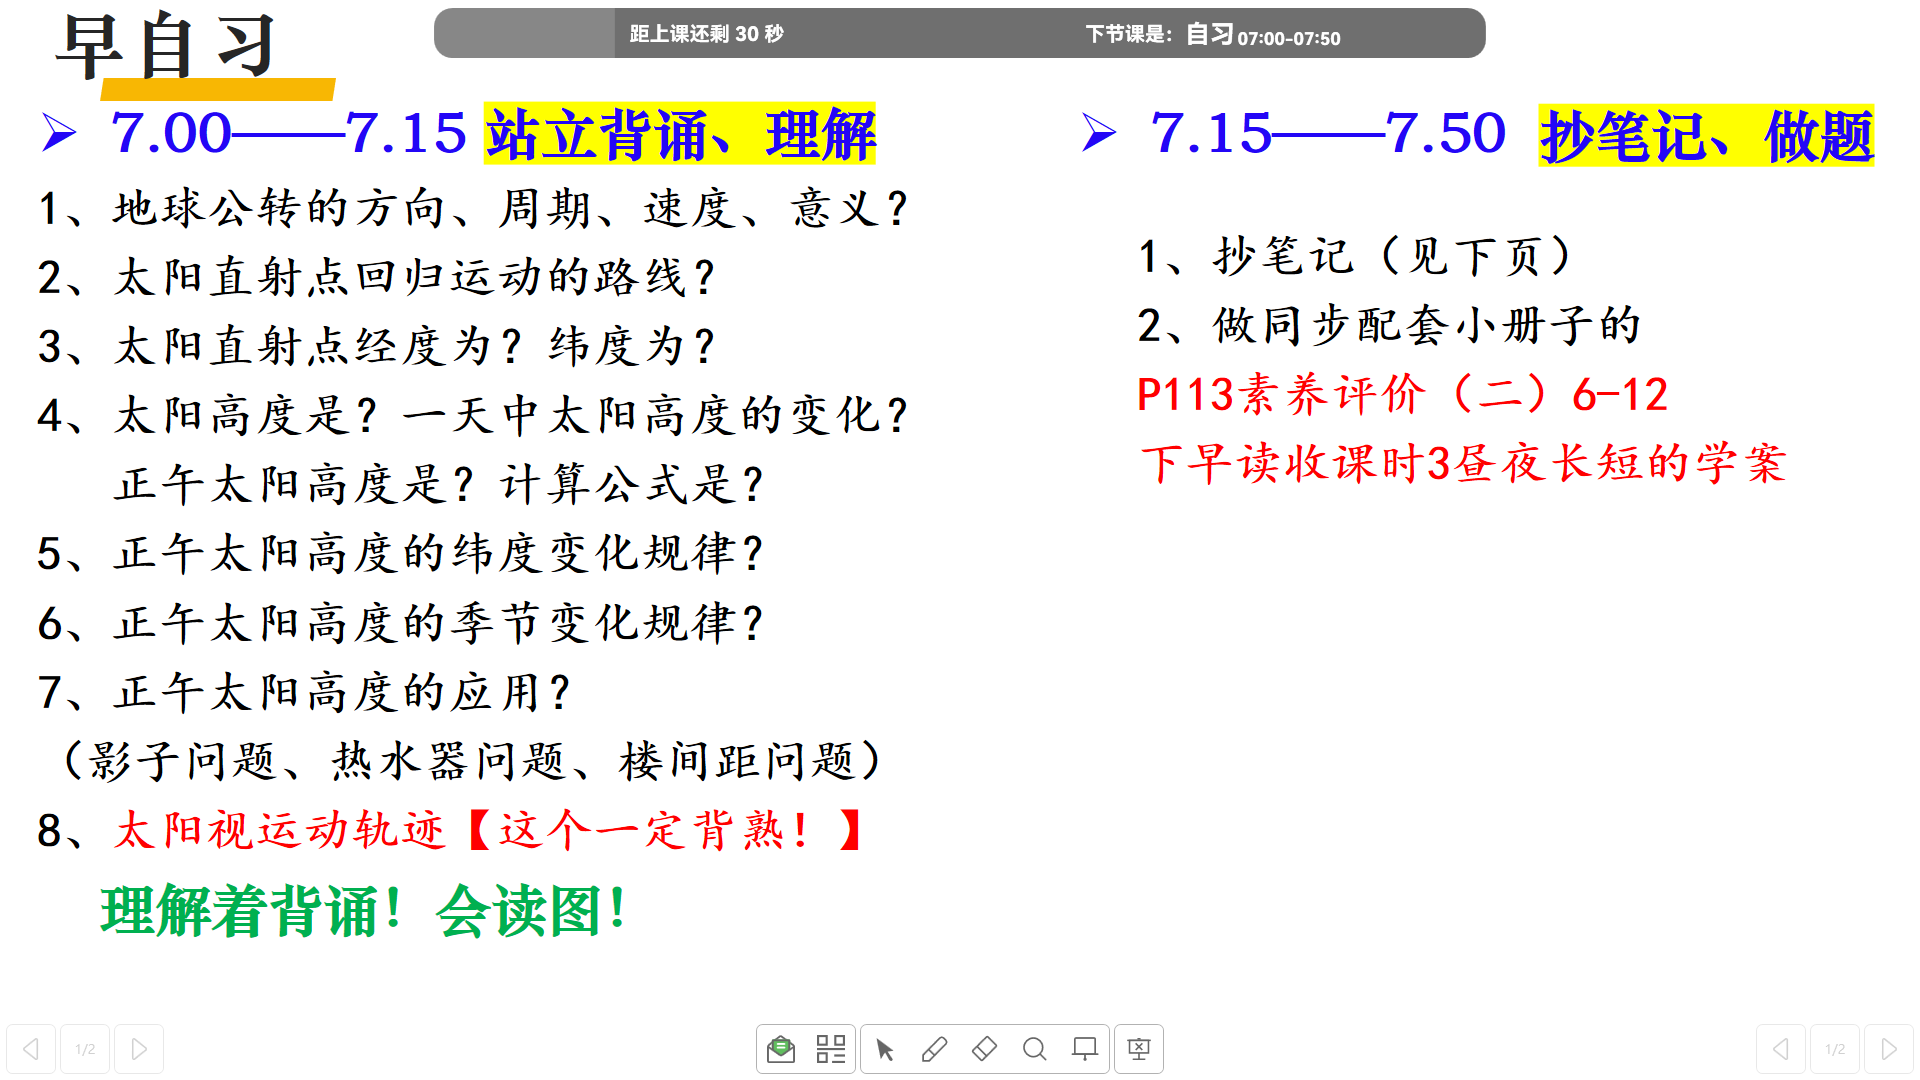 早自习
距上课还剩 30 秒
下节课是：自习 07:00-07:50
7.00——7.15 站立背诵、理解
1、地球公转的方向、周期、速度、意义？
2、太阳直射点回归运动的路线？
3、太阳直射点经度为？纬度为？
4、太阳高度是？一天中太阳高度的变化？
正午太阳高度是？计算公式是？
5、正午太阳高度的纬度变化规律？
6、正午太阳高度的季节变化规律？
7、正午太阳高度的应用？
（影子问题、热水器问题、楼间距问题）
8、太阳视运动轨迹【这个一定背熟！】
理解着背诵！会读图！
7.15——7.50 抄笔记、做题
1、抄笔记（见下页）
2、做同步配套小册子的
P113素养评价（二）6-12
下早读收课时3昼夜长短的学案
1/2
1/2